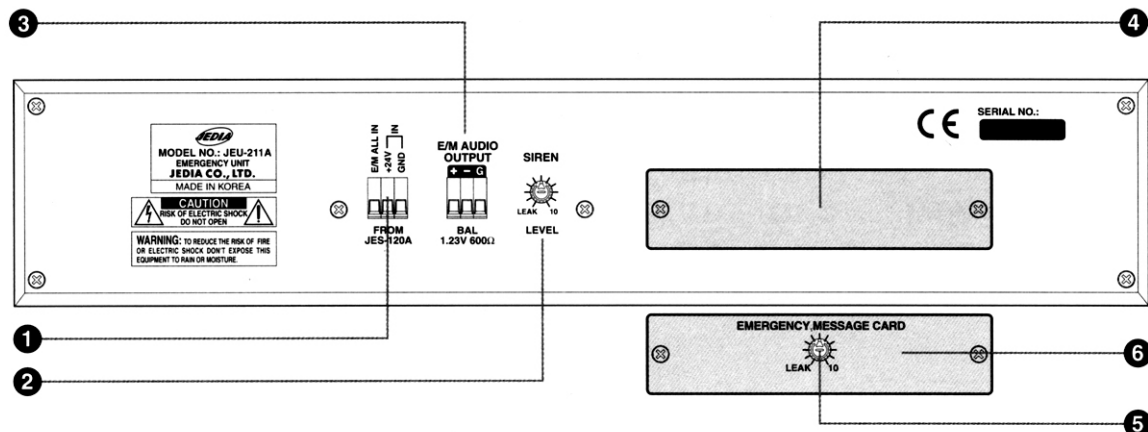 3
4
JEDIA
MODEL NO.: JEU-211A
EMERGENCY UNIT
JEDIA CO., LTD.
MADE IN KOREA
CAUTION
RISK OF ELECTRIC SHOCK
DO NOT OPEN
WARNING: TO REDUCE THE RISK OF FIRE
OR ELECTRIC SHOCK DON'T EXPOSE THIS
EQUIPMENT TO RAIN OR MOISTURE.
E/M ALL IN
+24V
GND
IN
FROM
JES-120A
E/M AUDIO
OUTPUT
+ – G
BAL
1.23V 600Ω
SIREN
LEAK 10
LEVEL
CE
SERIAL NO.:
EMERGENCY MESSAGE CARD
LEAK 10
1
2
6
5